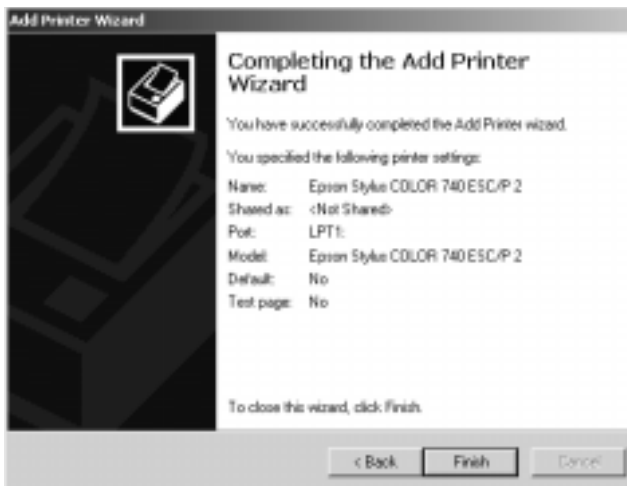 Add Printer Wizard
Completing the Add Printer
Wizard
You have successfully completed the Add Printer wizard.
You specified the following printer settings:
Name: Epson Stylus COLOR 740 ESC/P 2
Shared as: <Not Shared>
Port: LPT1:
Model: Epson Stylus COLOR 740 ESC/P 2
Default: No
Test page: No
To close this wizard, click Finish.
< Back Finish Cancel